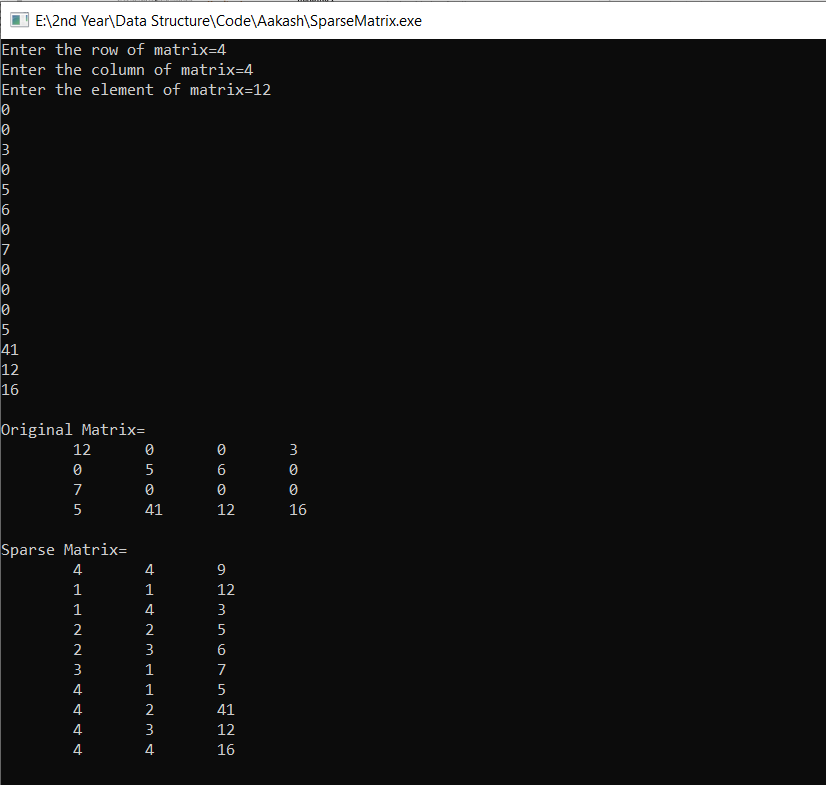 E:\2nd Year\Data Structure\Code\Aakash\SparseMatrix.exe
Enter the row of matrix=4
Enter the column of matrix=4
Enter the element of matrix=12
0
0
3
0
5
6
0
7
0
0
0
5
41
12
16
Original Matrix=
12 0 0 3
0 5 6 0
7 0 0 0
5 41 12 16
Sparse Matrix=
4 4 9
1 1 12
1 4 3
2 2 5
2 3 6
3 1 7
4 1 5
4 2 41
4 3 12
4 4 16